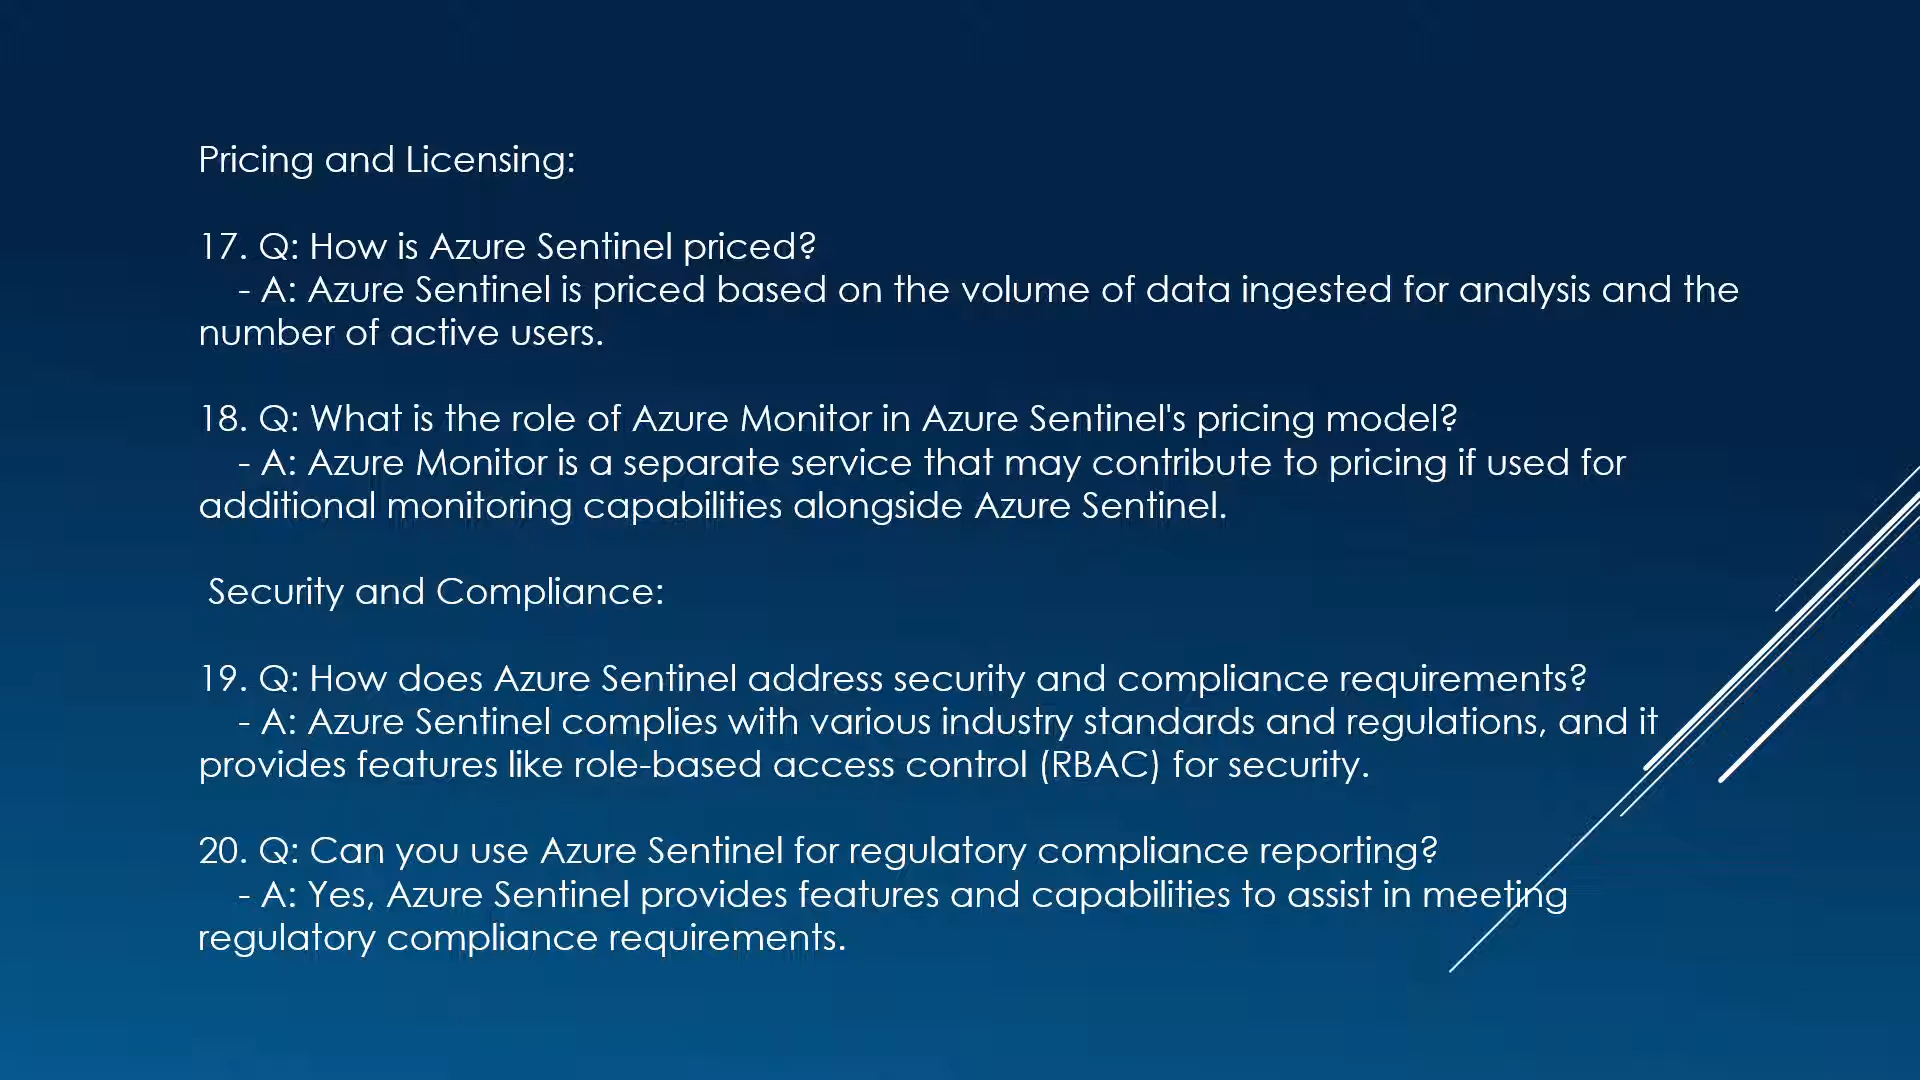 Pricing and Licensing:
17. Q: How is Azure Sentinel priced?
- A: Azure Sentinel is priced based on the volume of data ingested for analysis and the
number of active users.
18. Q: What is the role of Azure Monitor in Azure Sentinel's pricing model?
- A: Azure Monitor is a separate service that may contribute to pricing if used for
additional monitoring capabilities alongside Azure Sentinel.
Security and Compliance:
19. Q: How does Azure Sentinel address security and compliance requirements?
- A: Azure Sentinel complies with various industry standards and regulations, and it
provides features like role-based access control (RBAC) for security.
20. Q: Can you use Azure Sentinel for regulatory compliance reporting?
- A: Yes, Azure Sentinel provides features and capabilities to assist in meeting
regulatory compliance requirements.